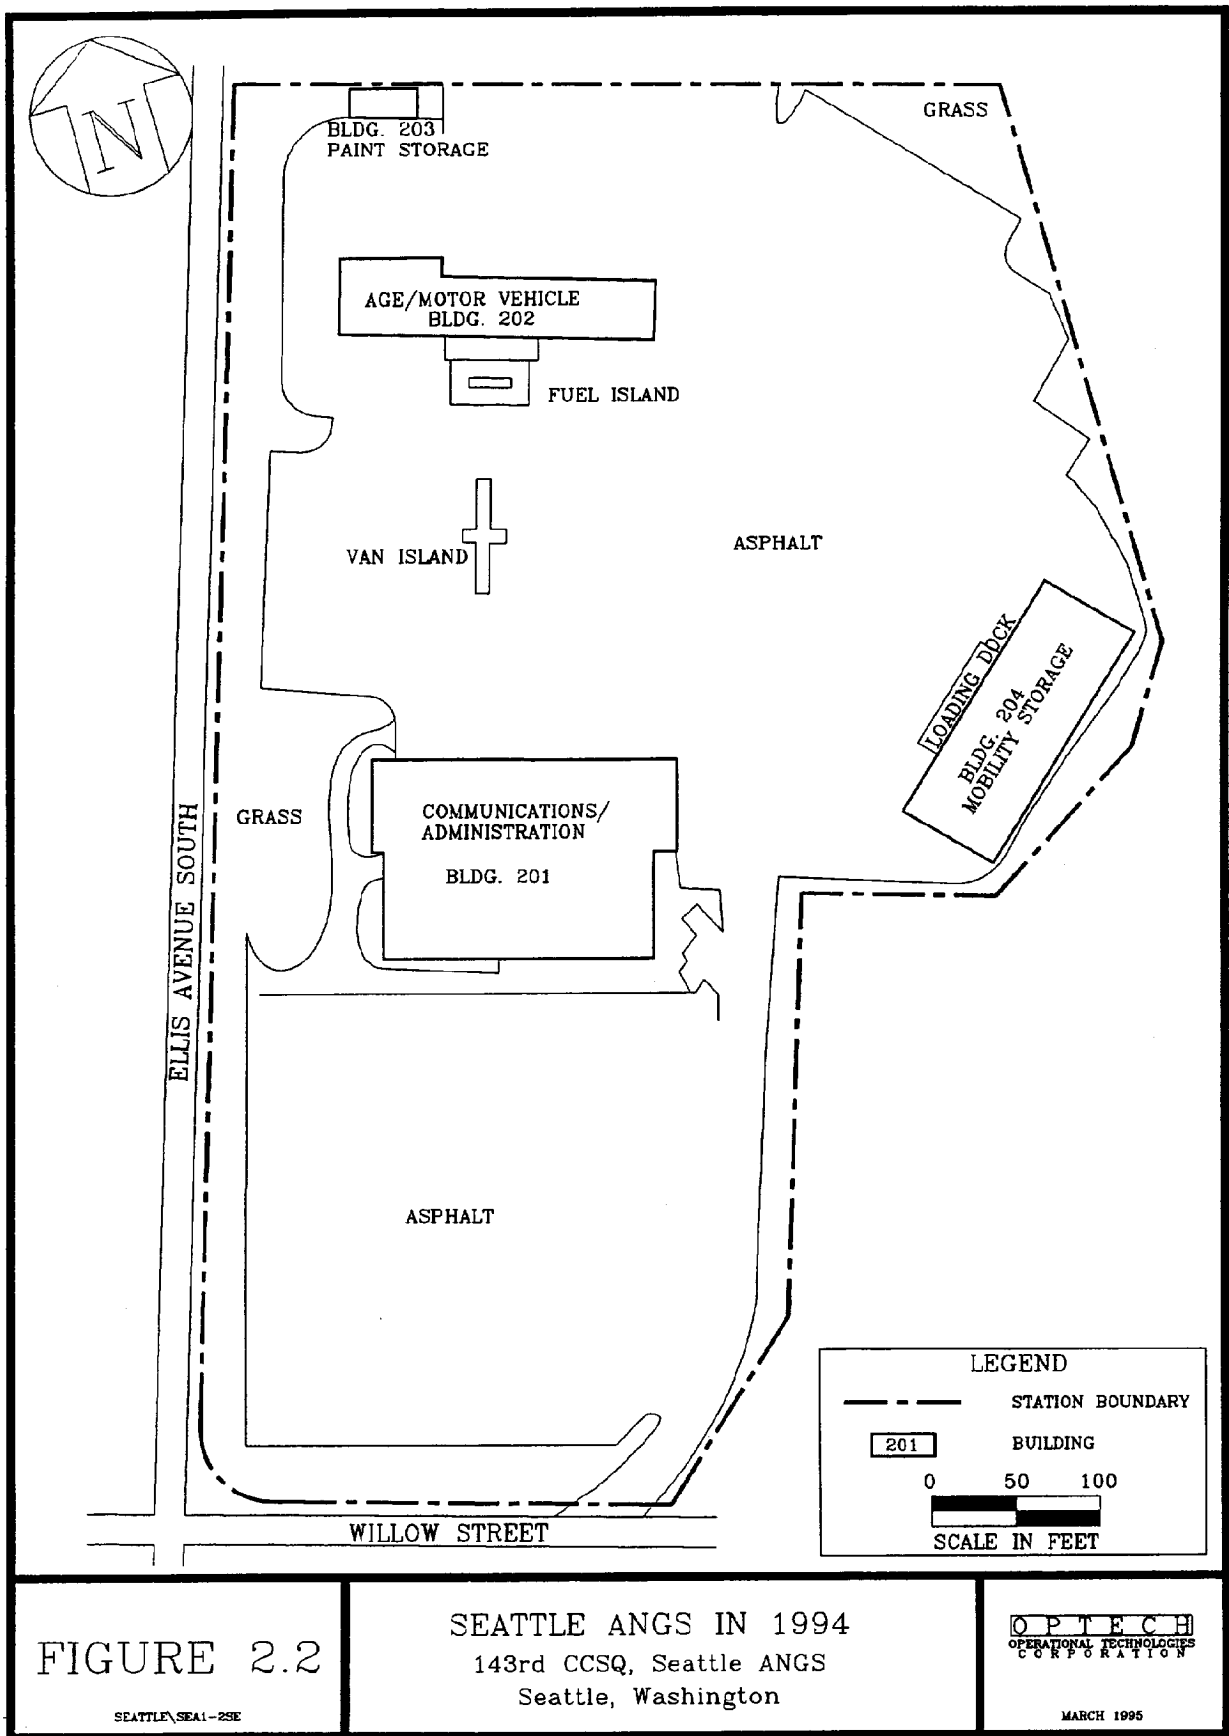 N
GRASS
BLDG. 203
PAINT STORAGE
AGE/MOTOR VEHICLE
BLDG. 202
FUEL ISLAND
VAN ISLAND
ASPHALT
LOADING DOCK
BLDG. 204
MOBILITY STORAGE
GRASS
COMMUNICATIONS/
ADMINISTRATION
BLDG. 201
ELLIS AVENUE SOUTH
ASPHALT
WILLOW STREET
LEGEND
STATION BOUNDARY
201 BUILDING
0 50 100
SCALE IN FEET
FIGURE 2.2
SEATTLE\SEA1-2SE
SEATTLE ANGS IN 1994
143rd CCSQ, Seattle ANGS
Seattle, Washington
OPTECH
OPERATIONAL TECHNOLOGIES
CORPORATION
MARCH 1995